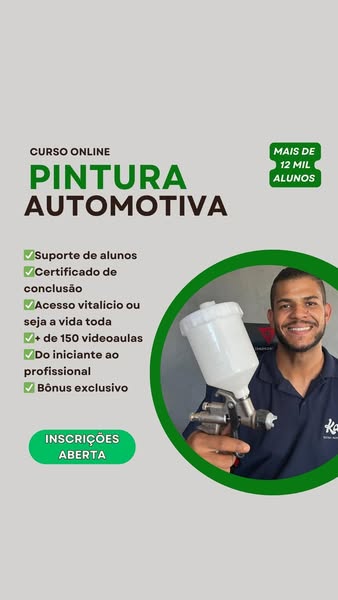 CURSO ONLINE
PINTURA
AUTOMOTIVA
MAIS DE
12 MIL
ALUNOS
✅Suporte de alunos
✅Certificado de
conclusão
✅Acesso vitalício ou
seja a vida toda
✅+ de 150 videoaulas
✅Do iniciante ao
profissional
✅ Bônus exclusivo
INSCRIÇÕES
ABERTA